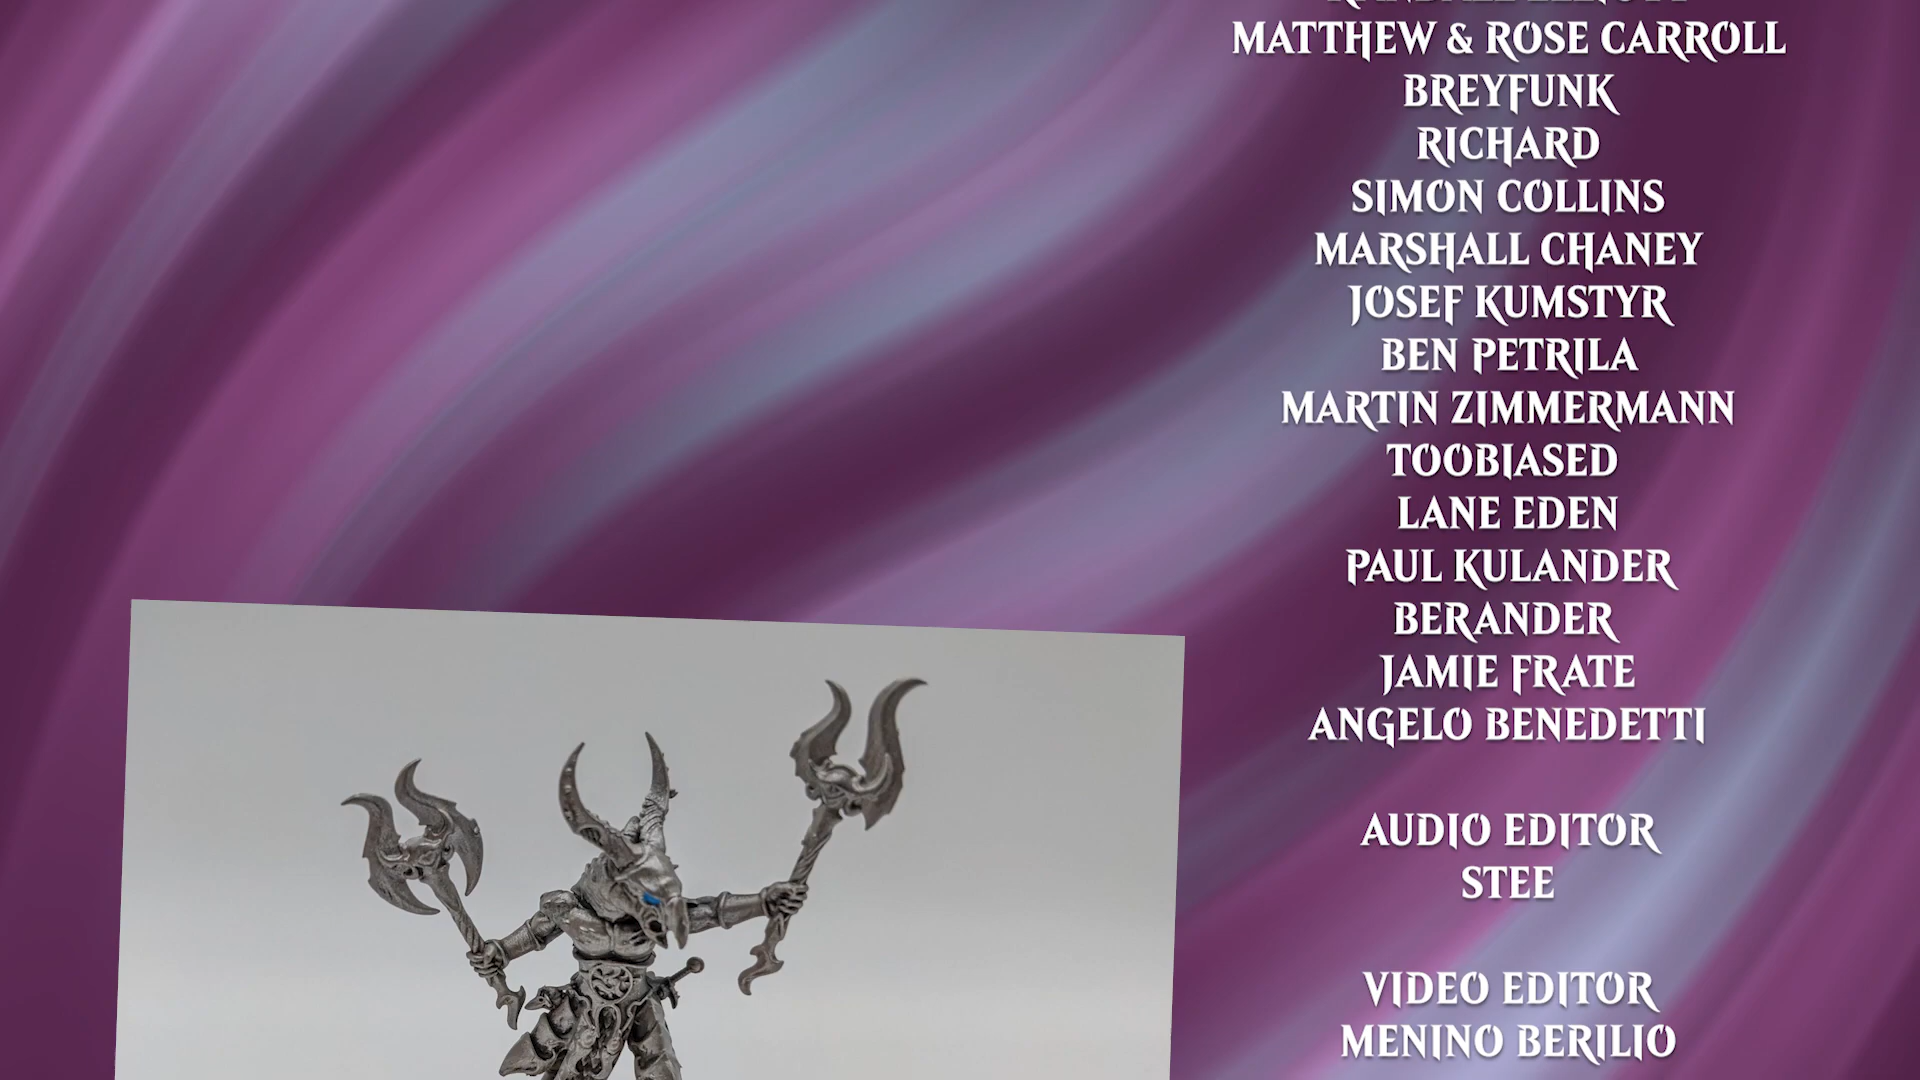 MATTHEW & ROSE CARROLL
BREYFUNK
RICHARD
SIMON COLLINS
MARSHALL CHANEY
JOSEF KUMSTYR
BEN PETRILA
MARTIN ZIMMERMANN
TOOBIASED
LANE EDEN
PAUL KULANDER
BERANDER
JAMIE FRATE
ANGELO BENEDETTI
AUDIO EDITOR
STEE
VIDEO EDITOR
MENINO BERILIO